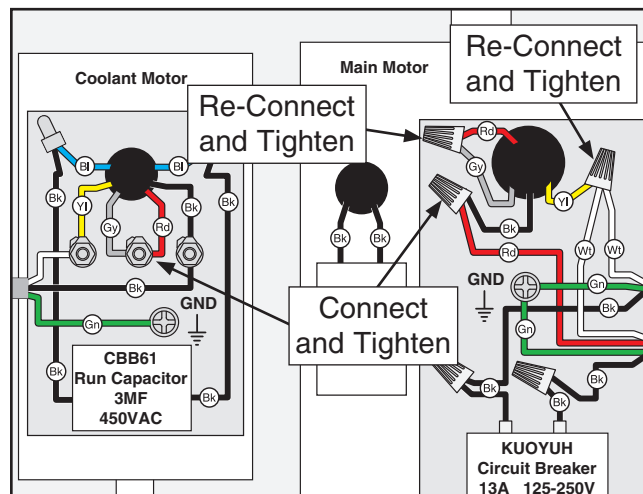 Coolant Motor
Main Motor
Re-Connect
and Tighten
Re-Connect
and Tighten
Bl
Bl
Bk
Bk
Yl
Gy
Rd
Bk
Bk
Gn
GND
Bk
Bk
CBB61
Run Capacitor
3MF
450VAC
Bk
Bk
Connect
and Tighten
Rd
Gy
Bk
Yl
Rd
Wt
Wt
GND
Gn
Bk
Gn
Bk
Bk
Bk
KUOYUH
Circuit Breaker
13A 125-250V